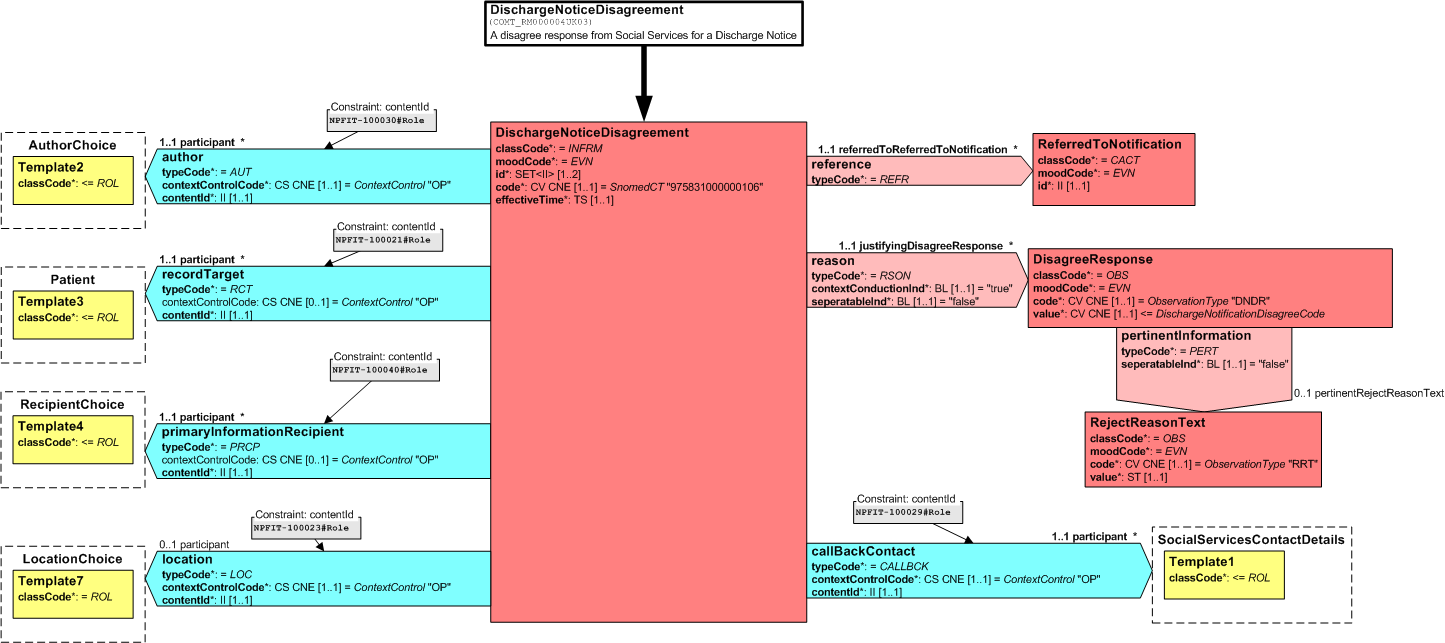 DischargeNoticeDisagreement
(COMT_RM000004UK03)
A disagree response from Social Services for a Discharge Notice
Constraint: contentId
NPFIT-100030#Role
AuthorChoice
Template2
classCode*: <= ROL
1..1 participant *
author
typeCode*: = AUT
contextControlCode*: CS CNE [1..1] = ContextControl "OP"
contentId*: II [1..1]
Constraint: contentId
NPFIT-100021#Role
Patient
Template3
classCode*: <= ROL
1..1 participant *
recordTarget
typeCode*: = RCT
contextControlCode: CS CNE [0..1] = ContextControl "OP"
contentId*: II [1..1]
Constraint: contentId
NPFIT-100040#Role
RecipientChoice
Template4
classCode*: <= ROL
1..1 participant *
primaryInformationRecipient
typeCode*: = PRCP
contextControlCode: CS CNE [0..1] = ContextControl "OP"
contentId*: II [1..1]
Constraint: contentId
NPFIT-100023#Role
LocationChoice
Template7
classCode*: = ROL
0..1 participant
location
typeCode*: = LOC
contextControlCode*: CS CNE [1..1] = ContextControl "OP"
contentId*: II [1..1]
DischargeNoticeDisagreement
classCode*: = INFRM
moodCode*: = EVN
id*: SET<II> [1..2]
code*: CV CNE [1..1] = SnomedCT "975831000000106"
effectiveTime*: TS [1..1]
1..1 referredToReferredToNotification *
reference
typeCode*: = REFR
ReferredToNotification
classCode*: = CACT
moodCode*: = EVN
id*: II [1..1]
1..1 justifyingDisagreeResponse *
reason
typeCode*: = RSON
contextConductionInd*: BL [1..1] = "true"
seperatableInd*: BL [1..1] = "false"
DisagreeResponse
classCode*: = OBS
moodCode*: = EVN
code*: CV CNE [1..1] = ObservationType "DNDR"
value*: CV CNE [1..1] <= DischargeNotificationDisagreeCode
pertinentInformation
typeCode*: = PERT
seperatableInd*: BL [1..1] = "false"
0..1 pertinentRejectReasonText
RejectReasonText
classCode*: = OBS
moodCode*: = EVN
code*: CV CNE [1..1] = ObservationType "RRT"
value*: ST [1..1]
Constraint: contentId
NPFIT-100029#Role
1..1 participant *
callBackContact
typeCode*: = CALLBCK
contextControlCode*: CS CNE [1..1] = ContextControl "OP"
contentId*: II [1..1]
SocialServicesContactDetails
Template1
classCode*: <= ROL